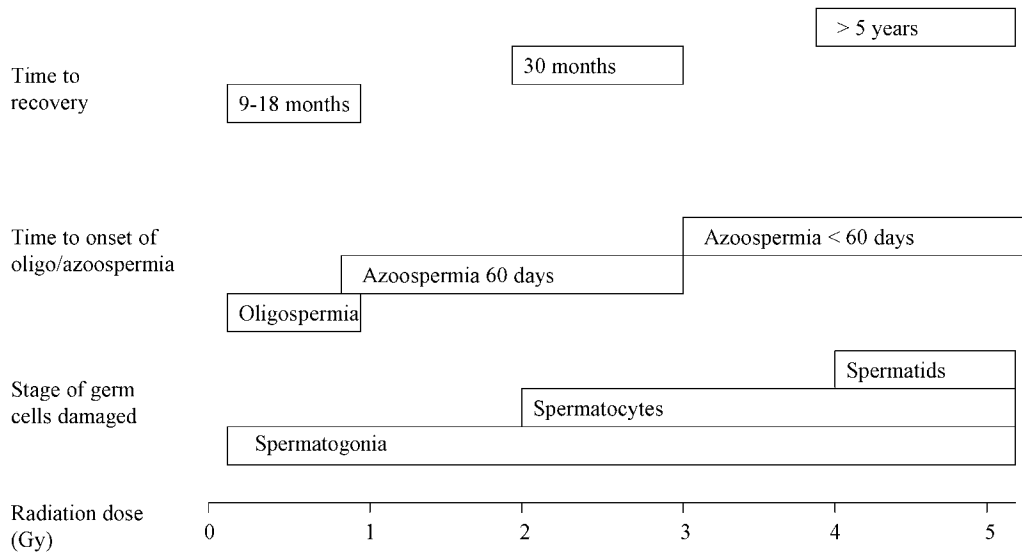 > 5 years
30 months
Time to
recovery
9-18 months
Time to onset of
oligo/azoospermia
Azoospermia < 60 days
Azoospermia 60 days
Oligospermia
Stage of germ
cells damaged
Spermatids
Spermatocytes
Spermatogonia
Radiation dose
(Gy)
0 1 2 3 4 5